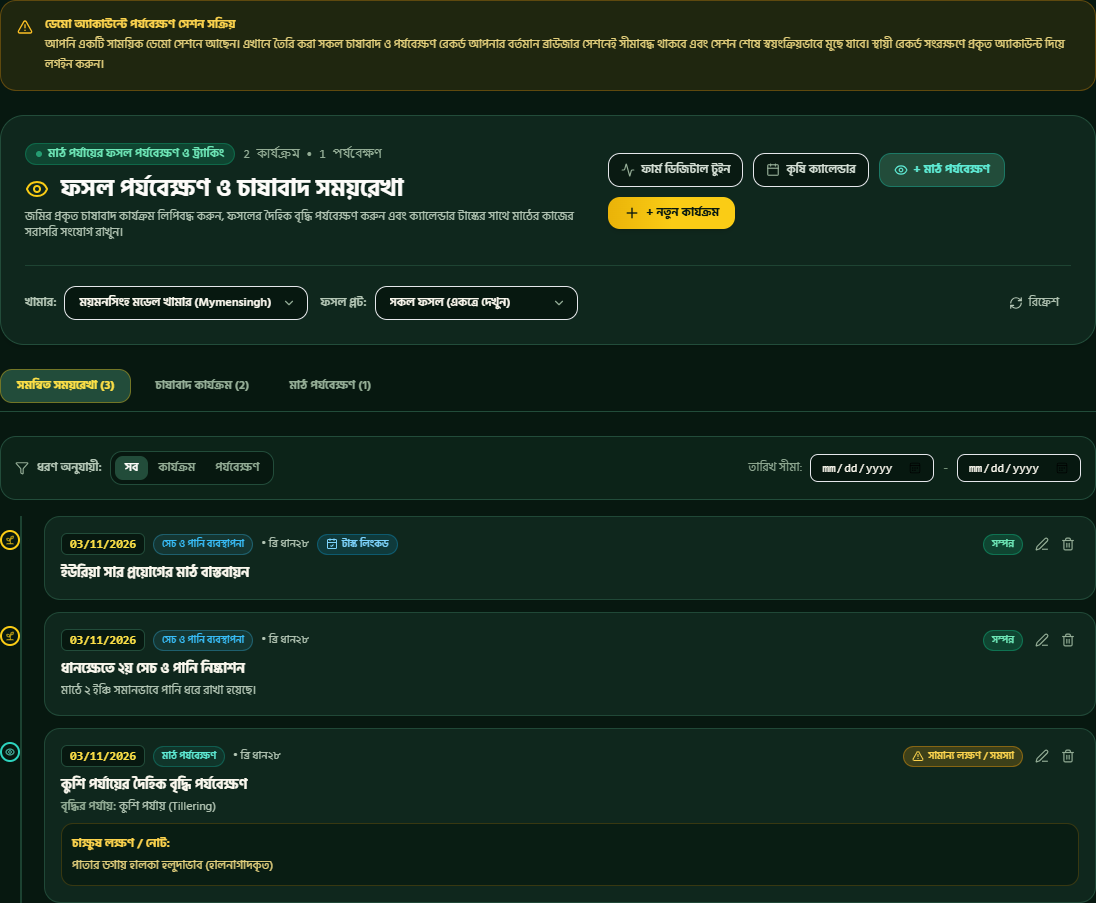 ডেমো অ্যাকাউন্টে পর্যবেক্ষণ সেশন সক্রিয়
আপনি একটি সাময়িক ডেমো সেশনে আছেন। এখানে তৈরি করা সকল চাষাবাদ ও পর্যবেক্ষণ রেকর্ড আপনার বর্তমান ব্রাউজার সেশনেই সীমাবদ্ধ থাকবে এবং সেশন শেষে স্বয়ংক্রিয়ভাবে মুছে যাবে। স্থায়ী রেকর্ড সংরক্ষণে প্রকৃত অ্যাকাউন্ট দিয়ে
লগইন করুন।
মাঠ পর্যায়ের ফসল পর্যবেক্ষণ ও ট্র্যাকিং 2 কার্যক্রম • 1 পর্যবেক্ষণ
ফসল পর্যবেক্ষণ ও চাষাবাদ সময়রেখা
জমির প্রকৃত চাষাবাদ কার্যক্রম লিপিবদ্ধ করুন, ফসলের দৈহিক বৃদ্ধি পর্যবেক্ষণ করুন এবং ক্যালেন্ডার টাস্কের সাথে মাঠের কাজের
সরাসরি সংযোগ রাখুন।
ফার্ম ডিজিটাল টুইন কৃষি ক্যালেন্ডার + মাঠ পর্যবেক্ষণ
+ নতুন কার্যক্রম
খামার: ময়মনসিংহ মডেল খামার (Mymensingh) ফসল প্লট: সকল ফসল (একত্রে দেখুন) রিফ্রেশ
সমন্বিত সময়রেখা (3) চাষাবাদ কার্যক্রম (2) মাঠ পর্যবেক্ষণ (1)
ধরণ অনুযায়ী: সব কার্যক্রম পর্যবেক্ষণ তারিখ সীমা: mm/dd/yyyy - mm/dd/yyyy
03/11/2026 সেচ ও পানি ব্যবস্থাপনা • ব্রি ধান২৮ টাস্ক লিংকড সম্পন্ন
ইউরিয়া সার প্রয়োগের মাঠ বাস্তবায়ন
03/11/2026 সেচ ও পানি ব্যবস্থাপনা • ব্রি ধান২৮ সম্পন্ন
ধানক্ষেতে ২য় সেচ ও পানি নিষ্কাশন
মাঠে ২ ইঞ্চি সমানভাবে পানি ধরে রাখা হয়েছে।
03/11/2026 মাঠ পর্যবেক্ষণ • ব্রি ধান২৮ সামান্য লক্ষণ / সমস্যা
কুশি পর্যায়ের দৈহিক বৃদ্ধি পর্যবেক্ষণ
বৃদ্ধির পর্যায়: কুশি পর্যায় (Tillering)
চাক্ষুষ লক্ষণ / নোট:
পাতার ডগায় হালকা হলুদাভাব (হালনাগাদকৃত)